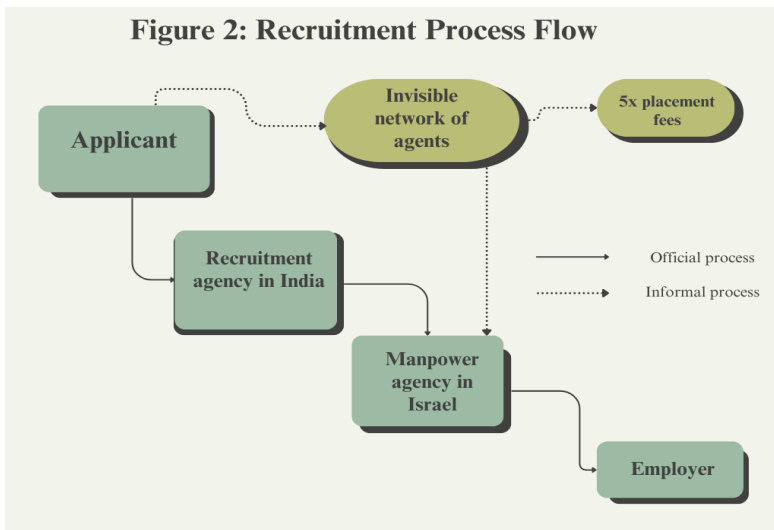 Figure 2: Recruitment Process Flow
Invisible
network of
agents
5x placement
fees
Applicant
Recruitment
agency in India
Official process
Informal process
Manpower
agency in
Israel
Employer